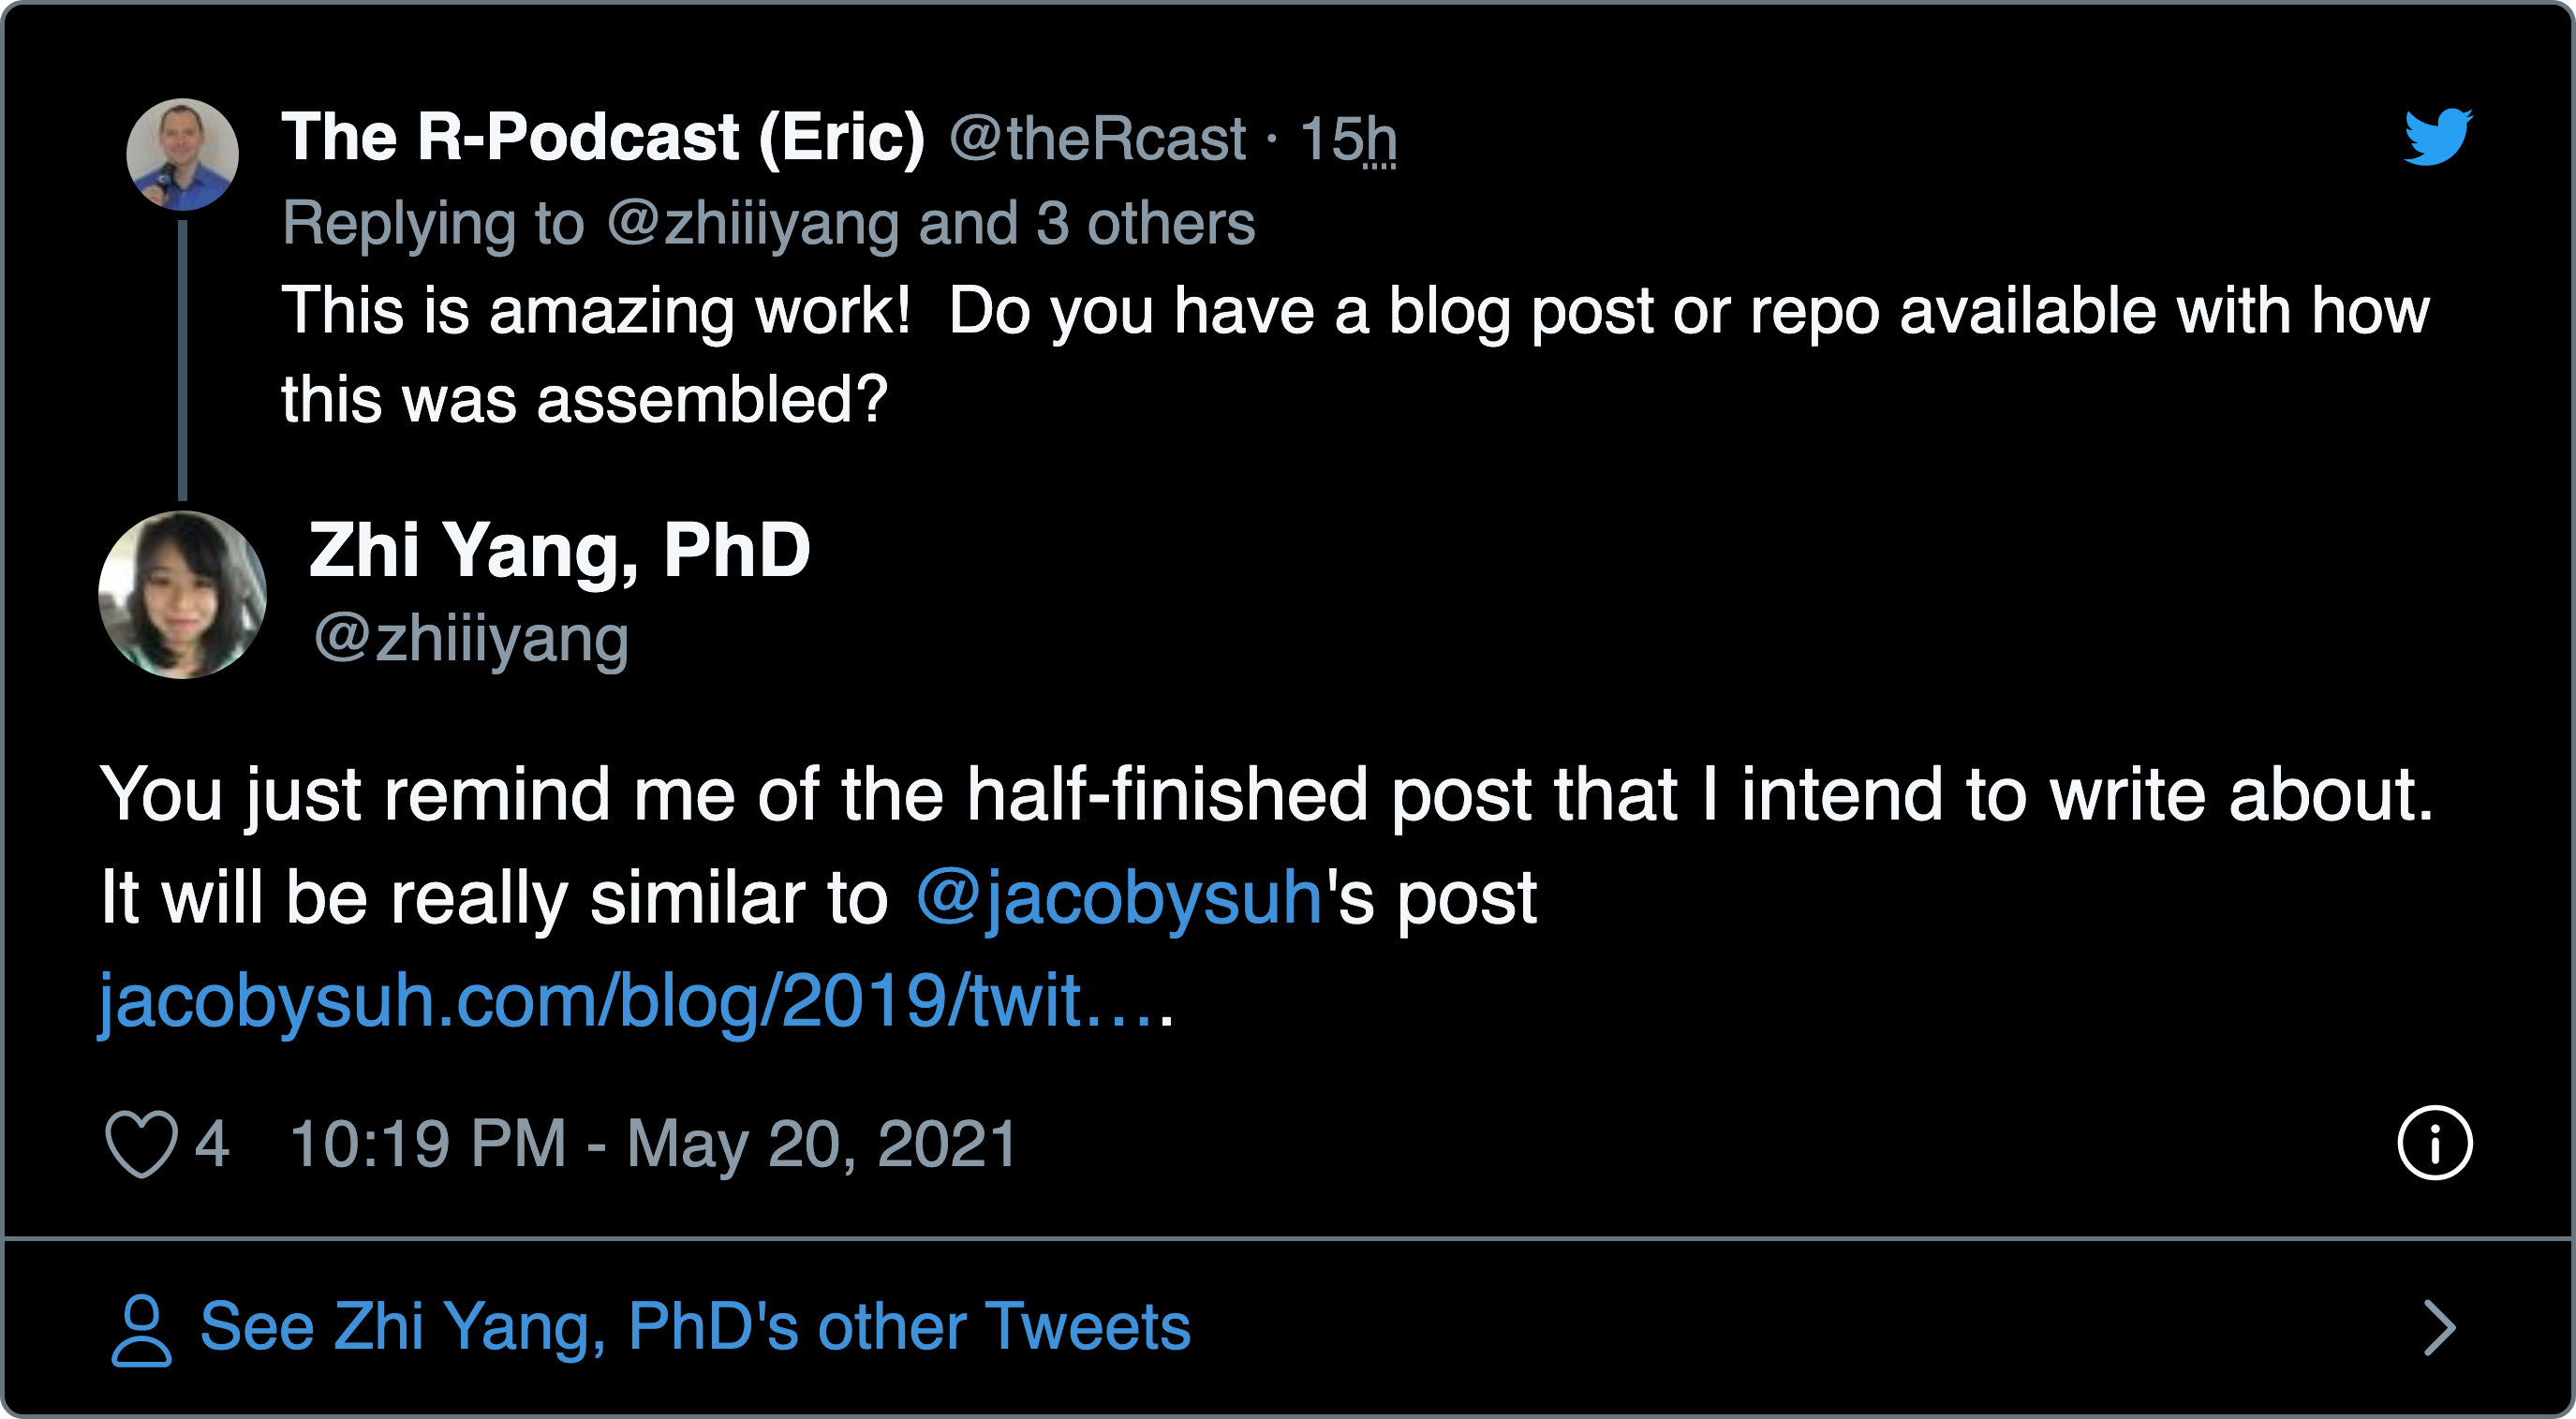 The R-Podcast (Eric) @theRcast · 15h
Replying to @zhiiiyang and 3 others
This is amazing work!  Do you have a blog post or repo available with how
this was assembled?
Zhi Yang, PhD
@zhiiiyang
You just remind me of the half-finished post that I intend to write about.
It will be really similar to @jacobysuh's post
jacobysuh.com/blog/2019/twit….
4 10:19 PM - May 20, 2021
See Zhi Yang, PhD's other Tweets